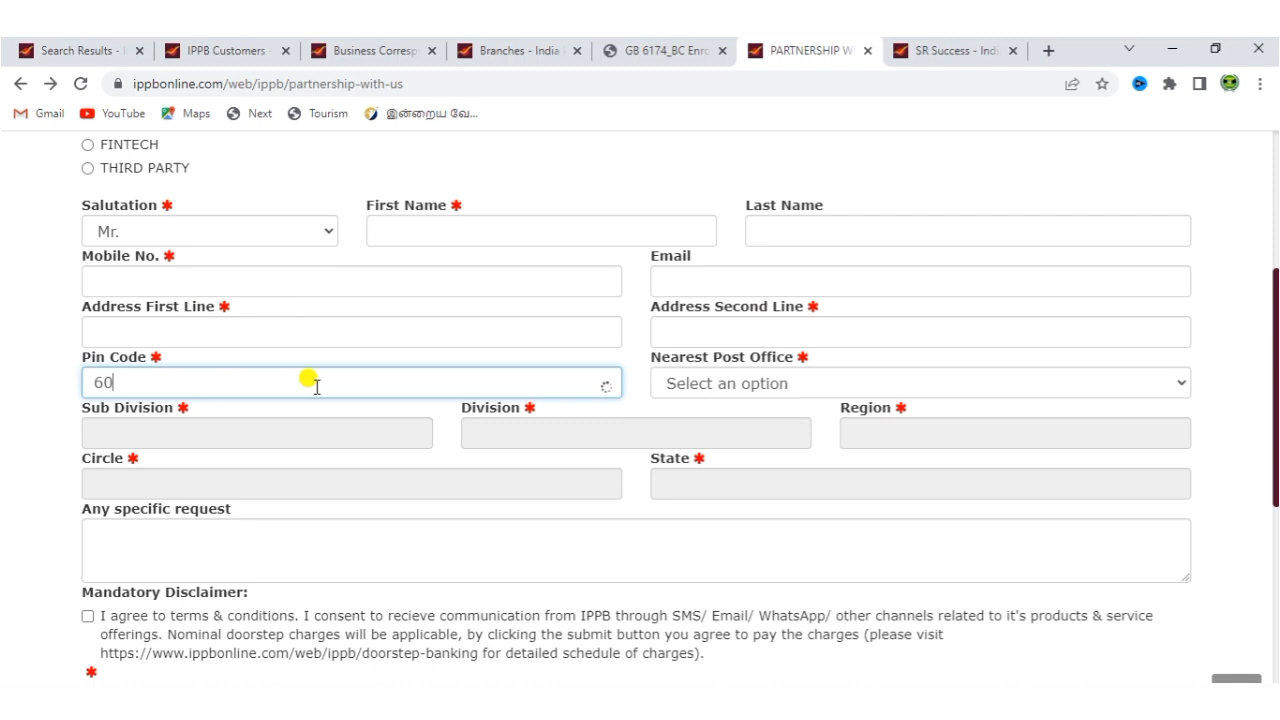 Search Results - I
IPPB Customers -
Business Corresp
Branches - India
GB 6174_BC Enro
PARTNERSHIP W
SR Success - Indi
ippbonline.com/web/ippb/partnership-with-us
Gmail YouTube Maps Next Tourism இன்றைய வே...
FINTECH
THIRD PARTY
Salutation * First Name * Last Name
Mr.
Mobile No. * Email
Address First Line * Address Second Line *
Pin Code * Nearest Post Office *
60 Select an option
Sub Division * Division * Region *
Circle * State *
Any specific request
Mandatory Disclaimer:
I agree to terms & conditions. I consent to recieve communication from IPPB through SMS/ Email/ WhatsApp/ other channels related to it's products & service
offerings. Nominal doorstep charges will be applicable, by clicking the submit button you agree to pay the charges (please visit
https://www.ippbonline.com/web/ippb/doorstep-banking for detailed schedule of charges).
*